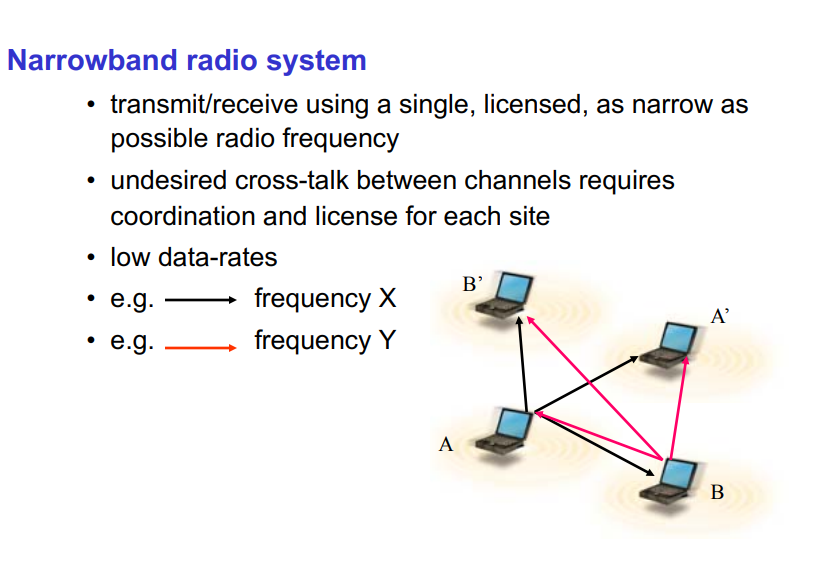 Narrowband radio system
• transmit/receive using a single, licensed, as narrow as
possible radio frequency
• undesired cross-talk between channels requires
coordination and license for each site
• low data-rates
• e.g. frequency X
• e.g. frequency Y
B’
A’
A
B